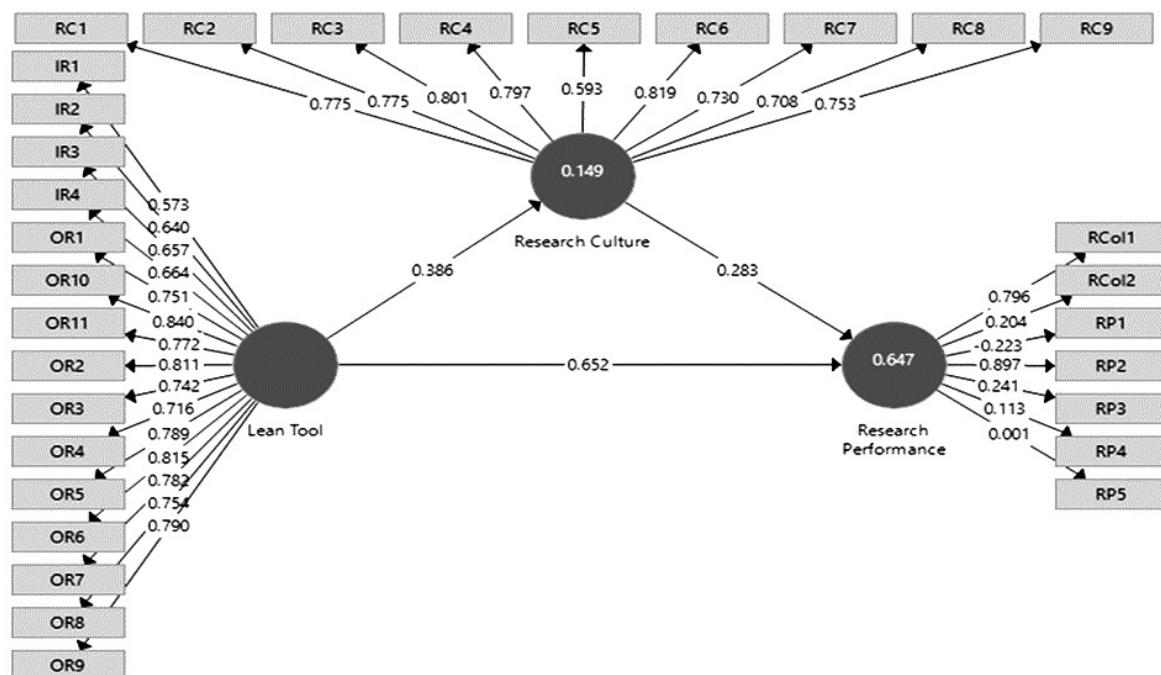 RC1
RC2
RC3
RC4
RC5
RC6
RC7
RC8
RC9
0.775
0.775
0.801
0.797
0.593
0.819
0.730
0.708
0.753
0.149
Research Culture
IR1
IR2
IR3
IR4
OR1
OR10
OR11
OR2
OR3
OR4
OR5
OR6
OR7
OR8
OR9
0.573
0.640
0.657
0.664
0.751
0.840
0.772
0.811
0.742
0.716
0.789
0.815
0.782
0.754
0.790
Lean Tool
0.386
0.283
0.652
0.647
Research
Performance
0.796
0.204
-0.223
0.897
0.241
0.113
0.001
RCol1
RCol2
RP1
RP2
RP3
RP4
RP5